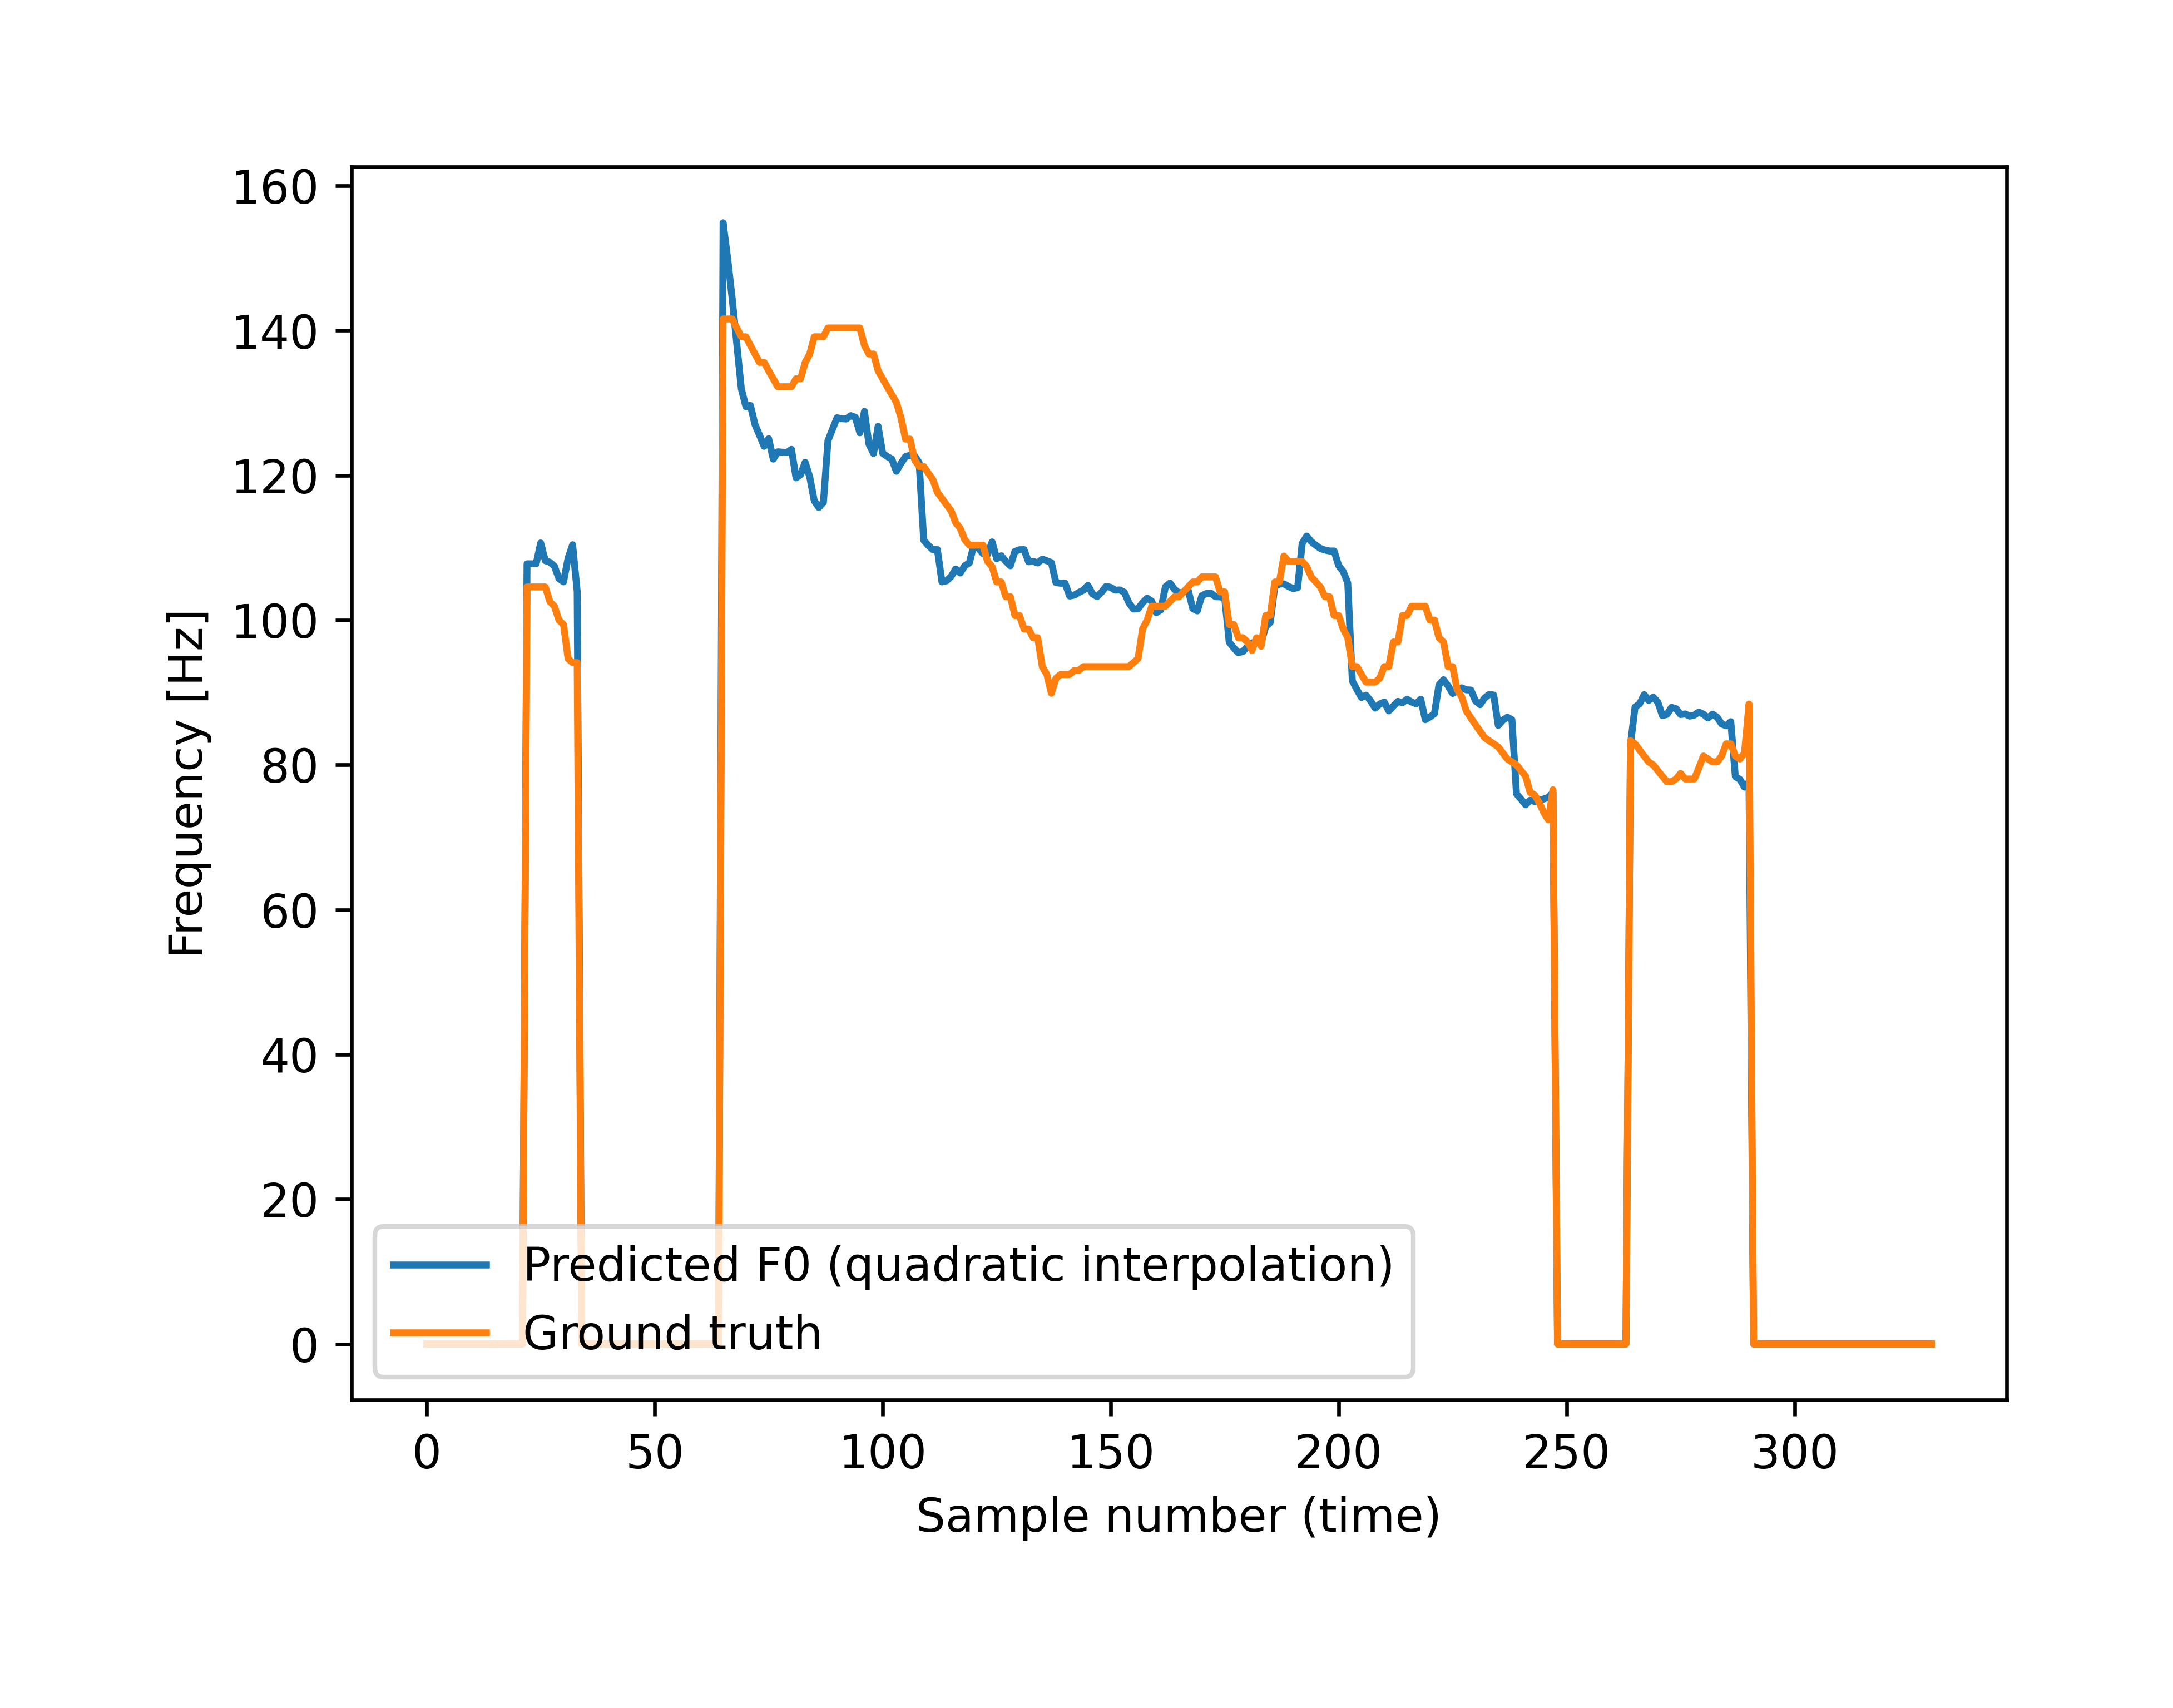 160
140
120
100
80
60
40
20
0
Frequency [Hz]
Predicted F0 (quadratic interpolation)
Ground truth
0 50 100 150 200 250 300
Sample number (time)